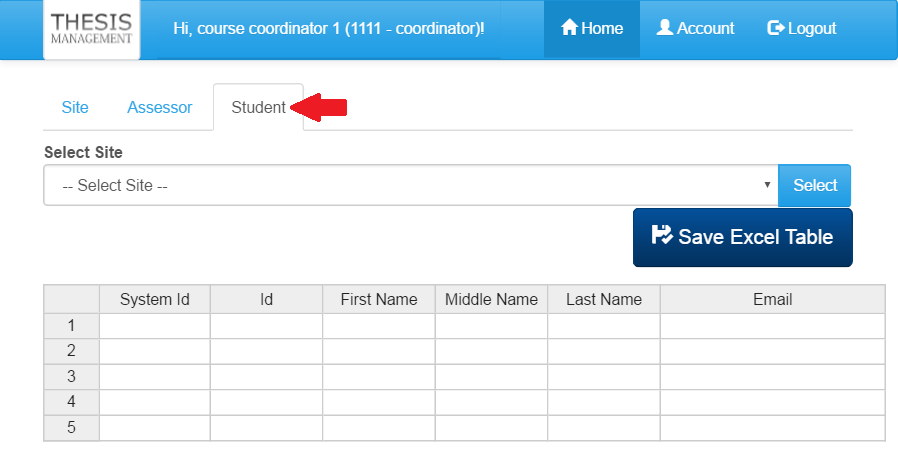 THESIS
MANAGEMENT
Hi, course coordinator 1 (1111 - coordinator)!
Home
Account
Logout
Site
Assessor
Student
Select Site
-- Select Site --
Select
Save Excel Table
System Id
Id
First Name
Middle Name
Last Name
Email
1
2
3
4
5